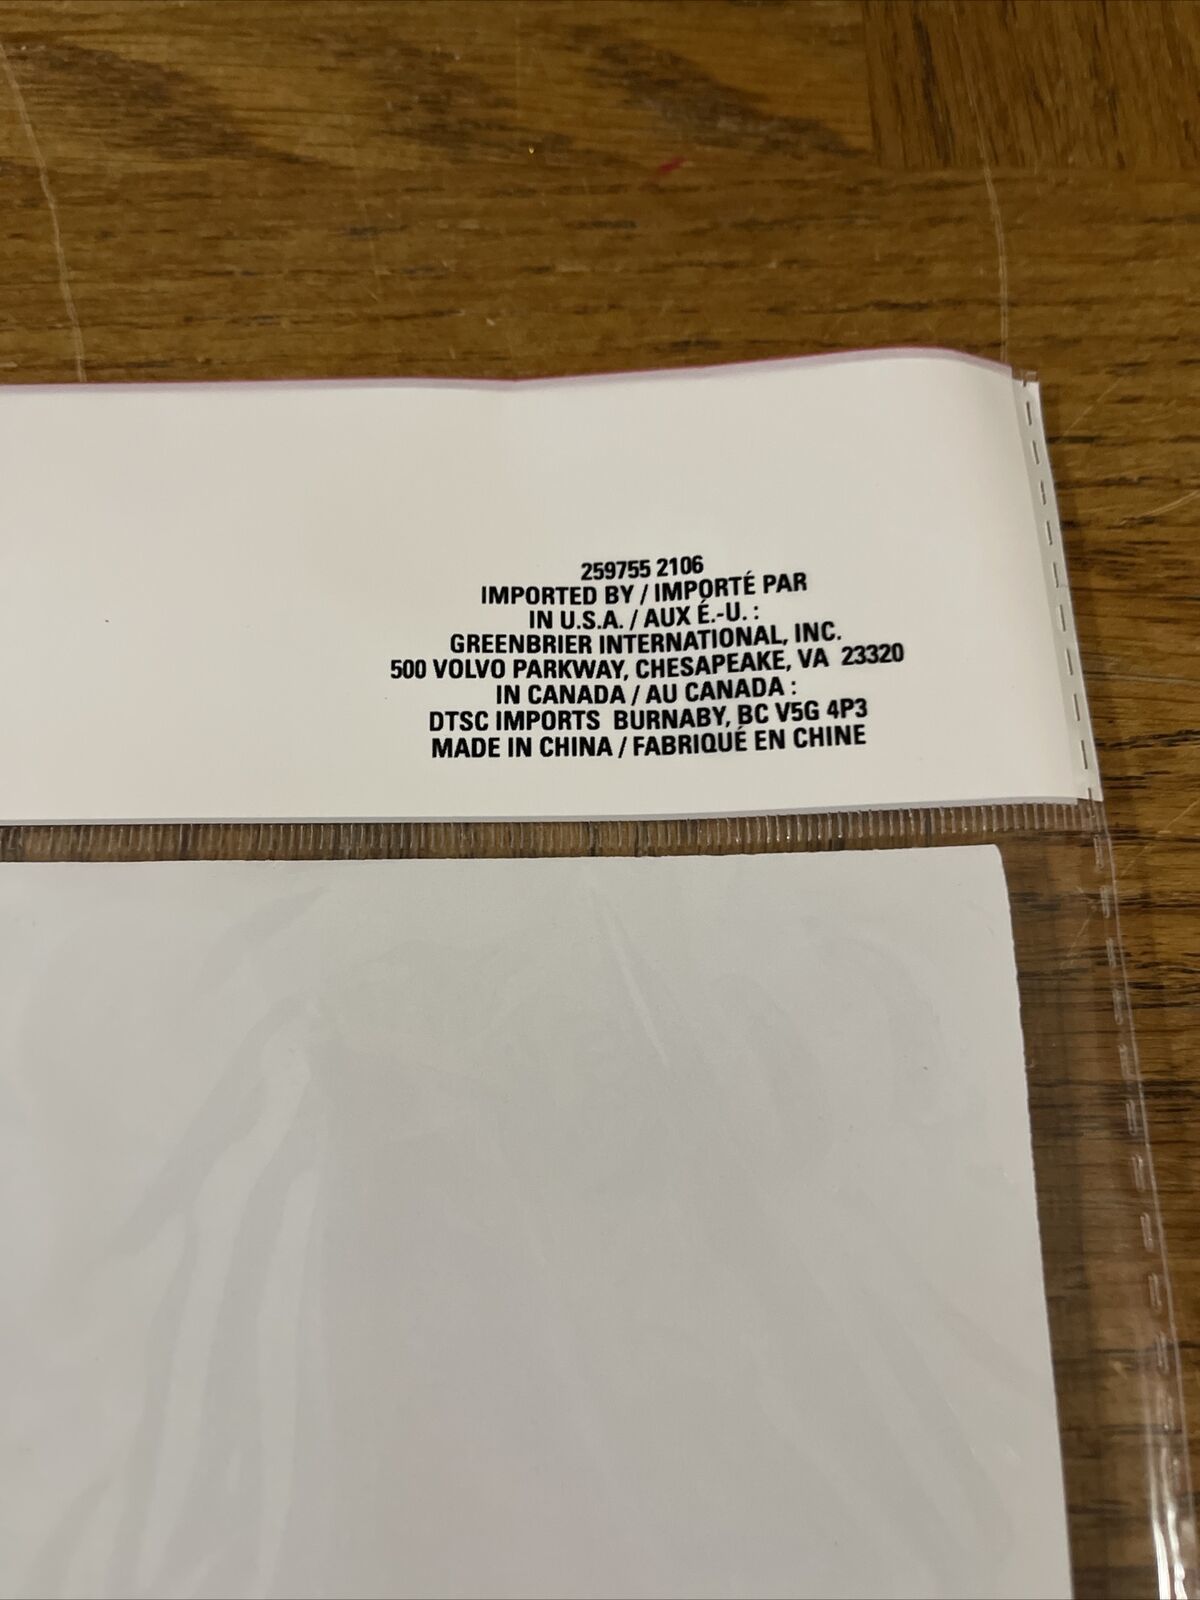 259755 2106
IMPORTED BY / IMPORTÉ PAR
IN U.S.A. / AUX É.-U. :
GREENBRIER INTERNATIONAL, INC.
500 VOLVO PARKWAY, CHESAPEAKE, VA 23320
IN CANADA / AU CANADA :
DTSC IMPORTS BURNABY, BC V5G 4P3
MADE IN CHINA / FABRIQUÉ EN CHINE